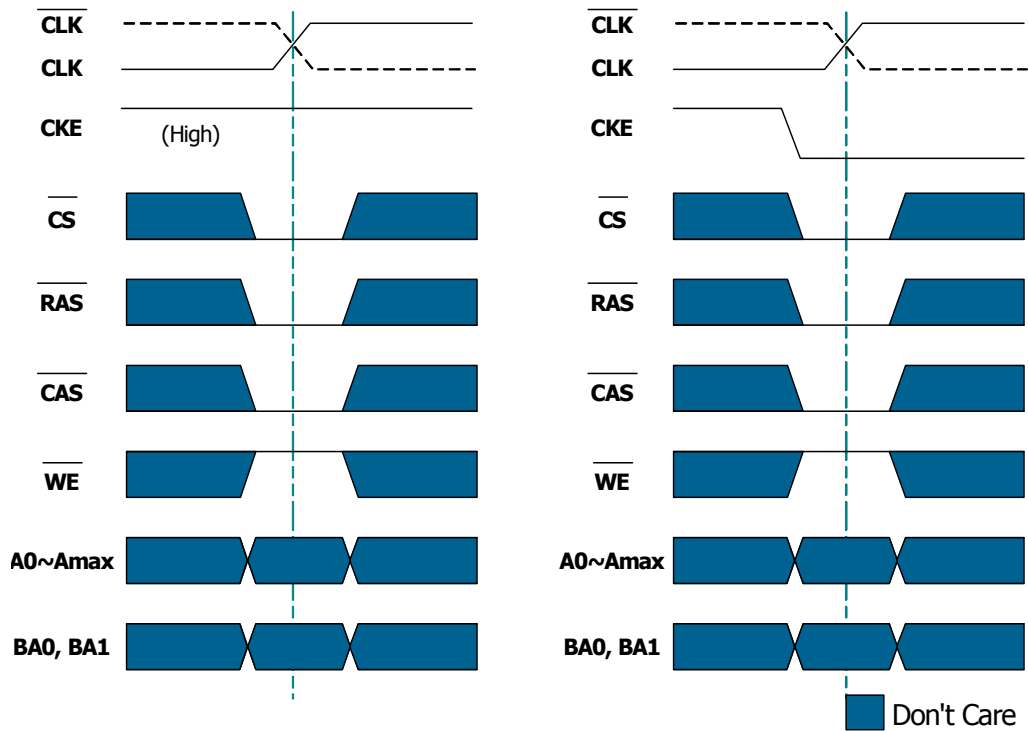 CLK
CLK
CKE
(High)
CS
RAS
CAS
WE
A0~Amax
BA0, BA1
CLK
CLK
CKE
CS
RAS
CAS
WE
A0~Amax
BA0, BA1
Don't Care